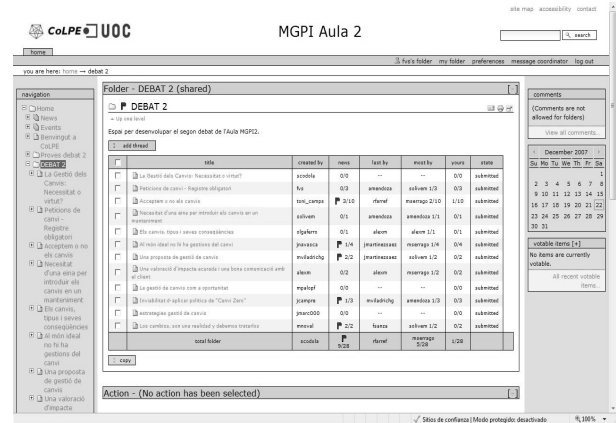 site map accessibility contact
COLPE UOC
MGPI Aula 2
search
home
fvs's folder my folder preferences message coordinator log out
you are here: home → debat 2
navigation
Home
News
Events
Benvingut a
CoLPE
Proves debat 2
DEBAT 2
La Gestió dels
Canvis:
Necessitat o
virtut?
Peticions de
canvi -
Registre
obligatori
Acceptem o no
els canvis
Necesitat
d'una eina per
introduir els
canvis en un
manteniment
Els canvis,
tipus i seves
conseqüències
Al món ideal
no hi ha
gestions del
canvi
Una proposta
de gestió de
canvis
Una valoració
d'impacte
Folder - DEBAT 2 (shared) [-]
DEBAT 2
Up one level
Espai per desenvolupar el segon debat de l'Aula MGPI2.
add thread
title created by news last by most by yours state
La Gestió dels Canvis: Necessitat o virtut? scodola 0/0 -- -- 0/0 submitted
Peticions de canvi - Registre obligatori fvs 0/3 amendoza solivem 1/3 0/3 submitted
Acceptem o no els canvis toni_camps 3/10 rfarref mserrago 2/10 1/10 submitted
Necesitat d'una eina per introduir els canvis en un
manteniment solivem 0/1 amendoza amendoza 1/1 0/1 submitted
Els canvis, tipus i seves conseqüències olgafarro 0/1 alexm alexm 1/1 0/1 submitted
Al món ideal no hi ha gestions del canvi jnavasca 1/4 jmartinezsaez mserrago 1/4 0/4 submitted
Una proposta de gestió de canvis mviladrichg 2/2 jmartinezsaez solivem 1/2 0/2 submitted
Una valoració d'impacte acurada i una bona comunicació amb
el client alexm 0/2 alexm mserrago 1/2 0/2 submitted
La gestió de canvis com a oportunitat mpalopf 0/0 -- -- 0/0 submitted
Inviabilitat d'aplicar política de "Canvi Zero" jcampre 1/3 mviladrichg amendoza 1/3 0/3 submitted
estrategies gestió de canvis jmarc000 0/0 -- -- 0/0 submitted
Los cambios, son una realidad y debemos tratarlos mnoval 2/2 fsanza solivem 1/2 0/2 submitted
total folder scodola 9/28 rfarref mserrago 5/28 1/28
copy
Action - (No action has been selected) [-]
comments
(Comments are not
allowed for folders)
View all comments...
December 2007
Su Mo Tu We Th Fr Sa
1
2 3 4 5 6 7 8
9 10 11 12 13 14 15
16 17 18 19 20 21 22
23 24 25 26 27 28 29
30 31
votable items [+]
No items are currently
votable.
All recent votable
items...
Sitios de confianza | Modo protegido: desactivado 100%